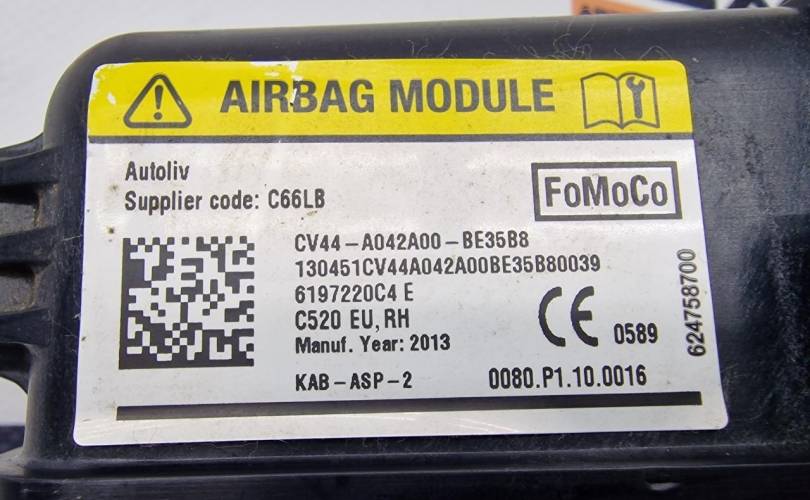 AIRBAG MODULE
Autoliv
Supplier code: C66LB
FoMoCo
CV44-A042A00-BE35B8
130451CV44A042A00BE35B80039
6197220C4 E
C520 EU, RH
Manuf. Year: 2013
CE 0589
KAB-ASP-2 0080.P1.10.0016
624758700